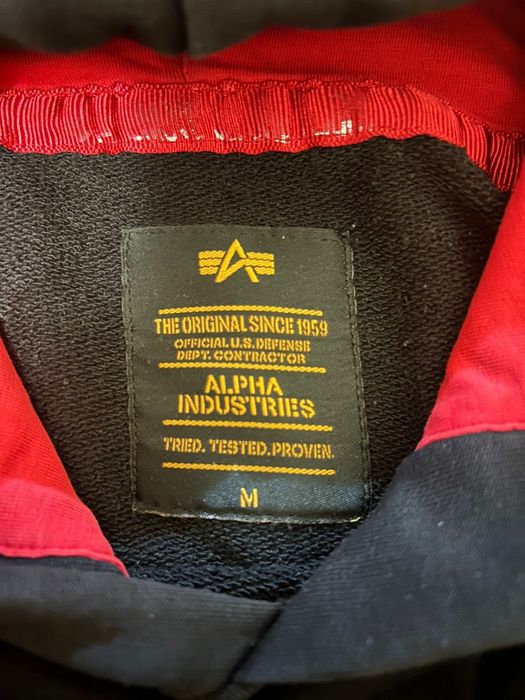 THE ORIGINAL SINCE 1959
OFFICIAL U.S. DEFENSE
DEPT. CONTRACTOR
ALPHA
INDUSTRIES
TRIED. TESTED. PROVEN.
M